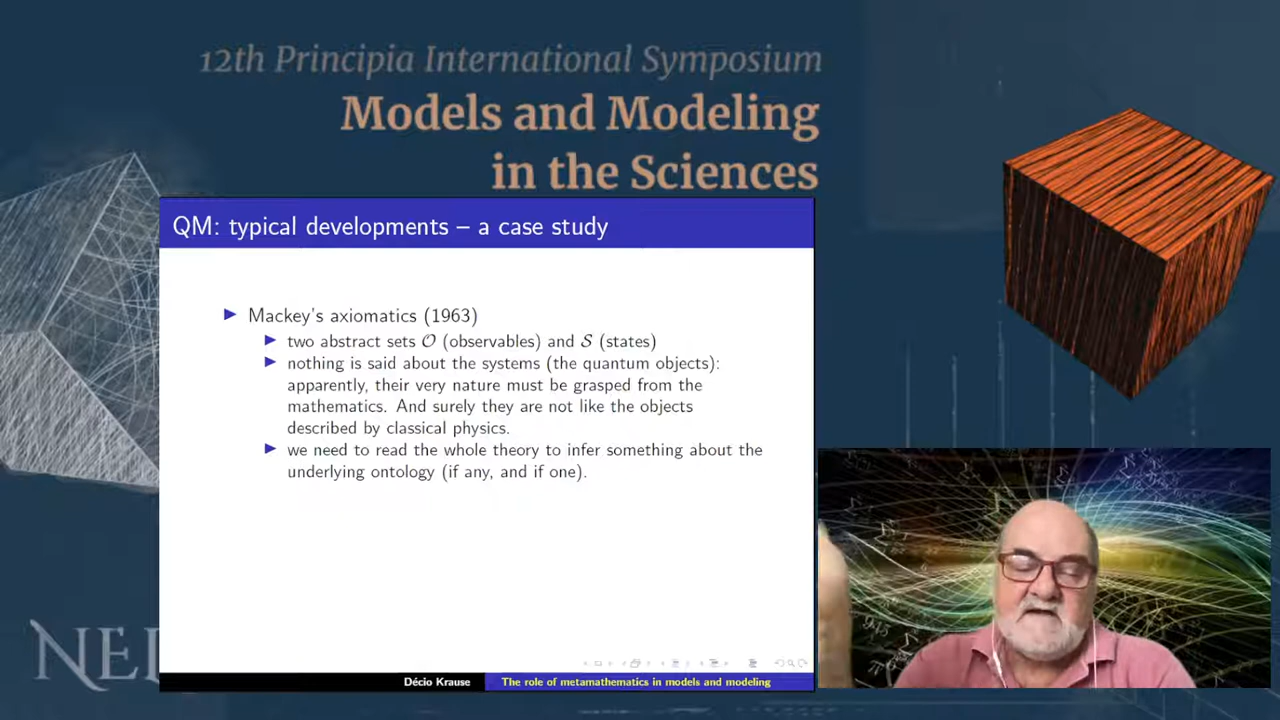 12th Principia International Symposium
Models and Modeling
in the Sciences
QM: typical developments – a case study
Mackey's axiomatics (1963)
two abstract sets 𝒪 (observables) and 𝒮 (states)
nothing is said about the systems (the quantum objects):
apparently, their very nature must be grasped from the
mathematics. And surely they are not like the objects
described by classical physics.
we need to read the whole theory to infer something about the
underlying ontology (if any, and if one).
NEL
Décio Krause
The role of metamathematics in models and modeling